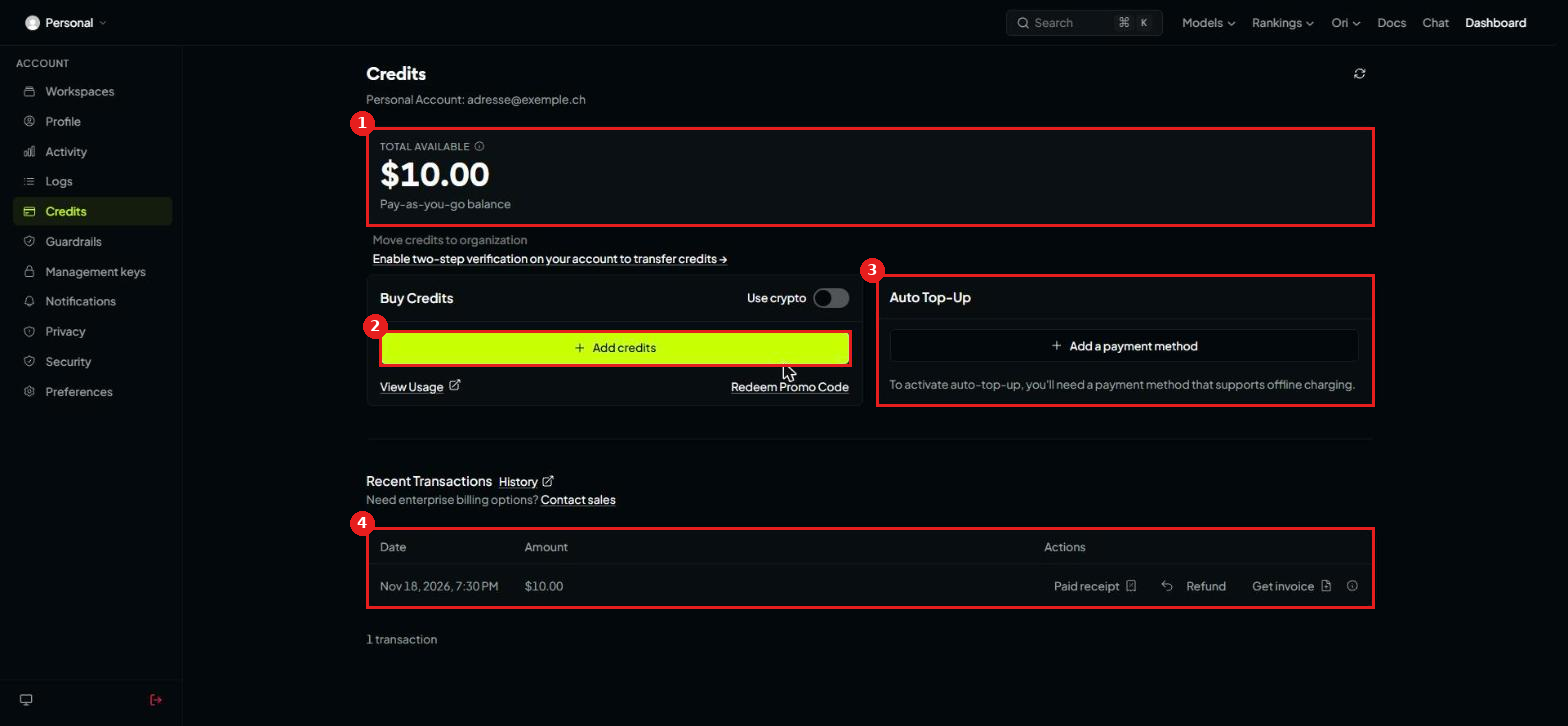 Personal
Search ⌘ K
Models
Rankings
Ori
Docs
Chat
Dashboard
ACCOUNT
Workspaces
Profile
Activity
Logs
Credits
Guardrails
Management keys
Notifications
Privacy
Security
Preferences
Credits
Personal Account: adresse@exemple.ch
1
TOTAL AVAILABLE
$10.00
Pay-as-you-go balance
Move credits to organization
Enable two-step verification on your account to transfer credits →
Buy Credits
Use crypto
2
+ Add credits
View Usage
Redeem Promo Code
3
Auto Top-Up
+ Add a payment method
To activate auto-top-up, you'll need a payment method that supports offline charging.
Recent Transactions History
Need enterprise billing options? Contact sales
4
Date Amount Actions
Nov 18, 2026, 7:30 PM $10.00 Paid receipt Refund Get invoice
1 transaction